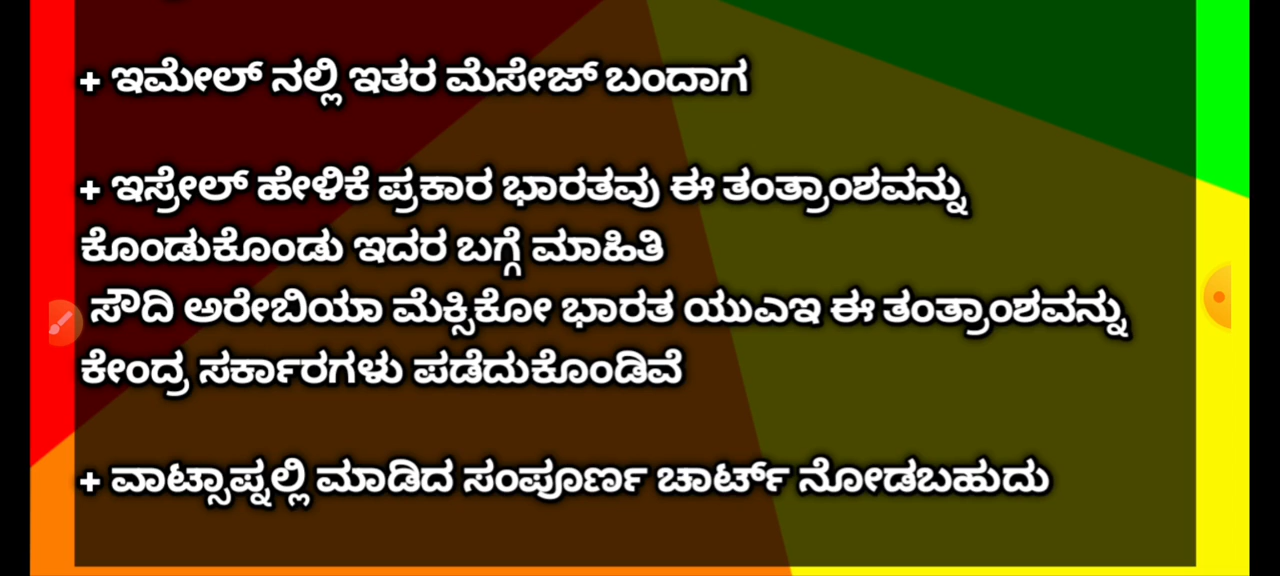 + ಇಮೇಲ್ ನಲ್ಲಿ ಇತರ ಮೆಸೇಜ್ ಬಂದಾಗ
+ ಇಸ್ರೇಲ್ ಹೇಳಿಕೆ ಪ್ರಕಾರ ಭಾರತವು ಈ ತಂತ್ರಾಂಶವನ್ನು
ಕೊಂಡುಕೊಂಡು ಇದರ ಬಗ್ಗೆ ಮಾಹಿತಿ
ಸೌದಿ ಅರೇಬಿಯಾ ಮೆಕ್ಸಿಕೋ ಭಾರತ ಯುಎಇ ಈ ತಂತ್ರಾಂಶವನ್ನು
ಕೇಂದ್ರ ಸರ್ಕಾರಗಳು ಪಡೆದುಕೊಂಡಿವೆ
+ ವಾಟ್ಸಾಪ್ನಲ್ಲಿ ಮಾಡಿದ ಸಂಪೂರ್ಣ ಚಾರ್ಟ್ ನೋಡಬಹುದು